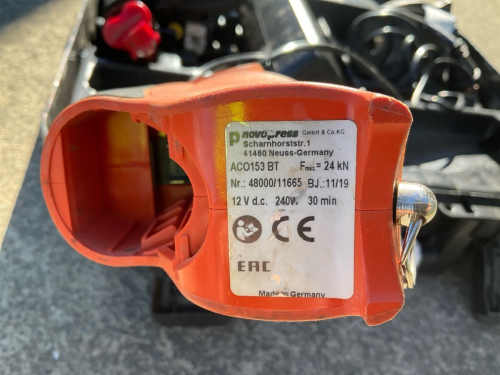 novopress GmbH & Co.KG
Scharnhorststr.1
41460 Neuss-Germany
ACO153 BT Fmax= 24 kN
Nr.: 48000/11665 BJ.:11/19
12 V d.c. 240W. 30 min
CE
EAC
Made in Germany